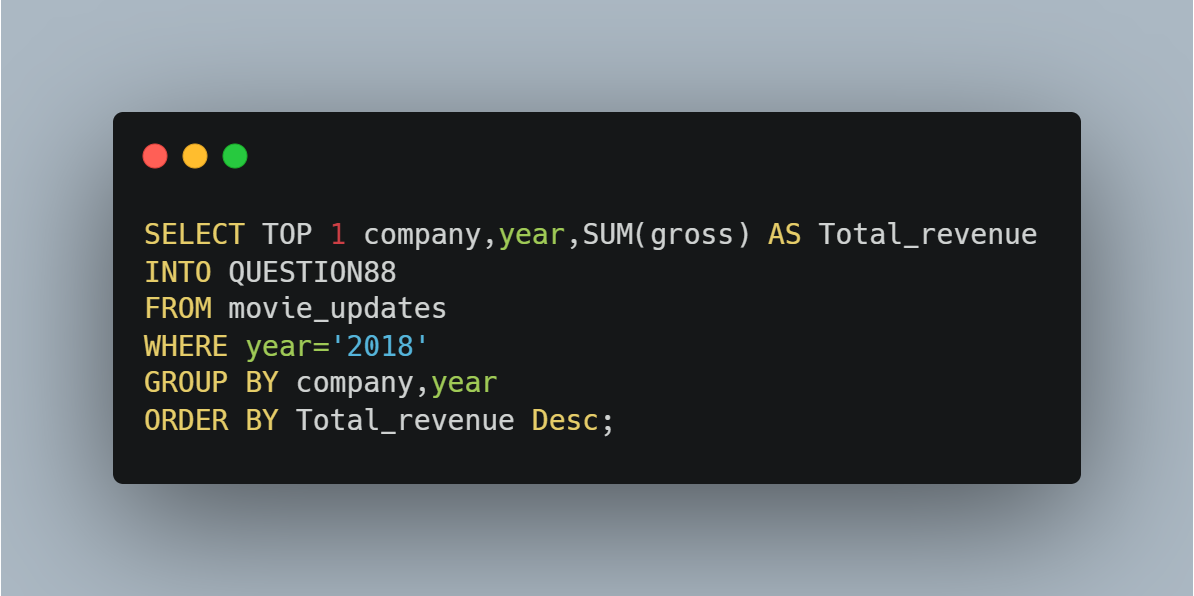 SELECT TOP 1 company,year,SUM(gross) AS Total_revenue
INTO QUESTION88
FROM movie_updates
WHERE year='2018'
GROUP BY company,year
ORDER BY Total_revenue Desc;